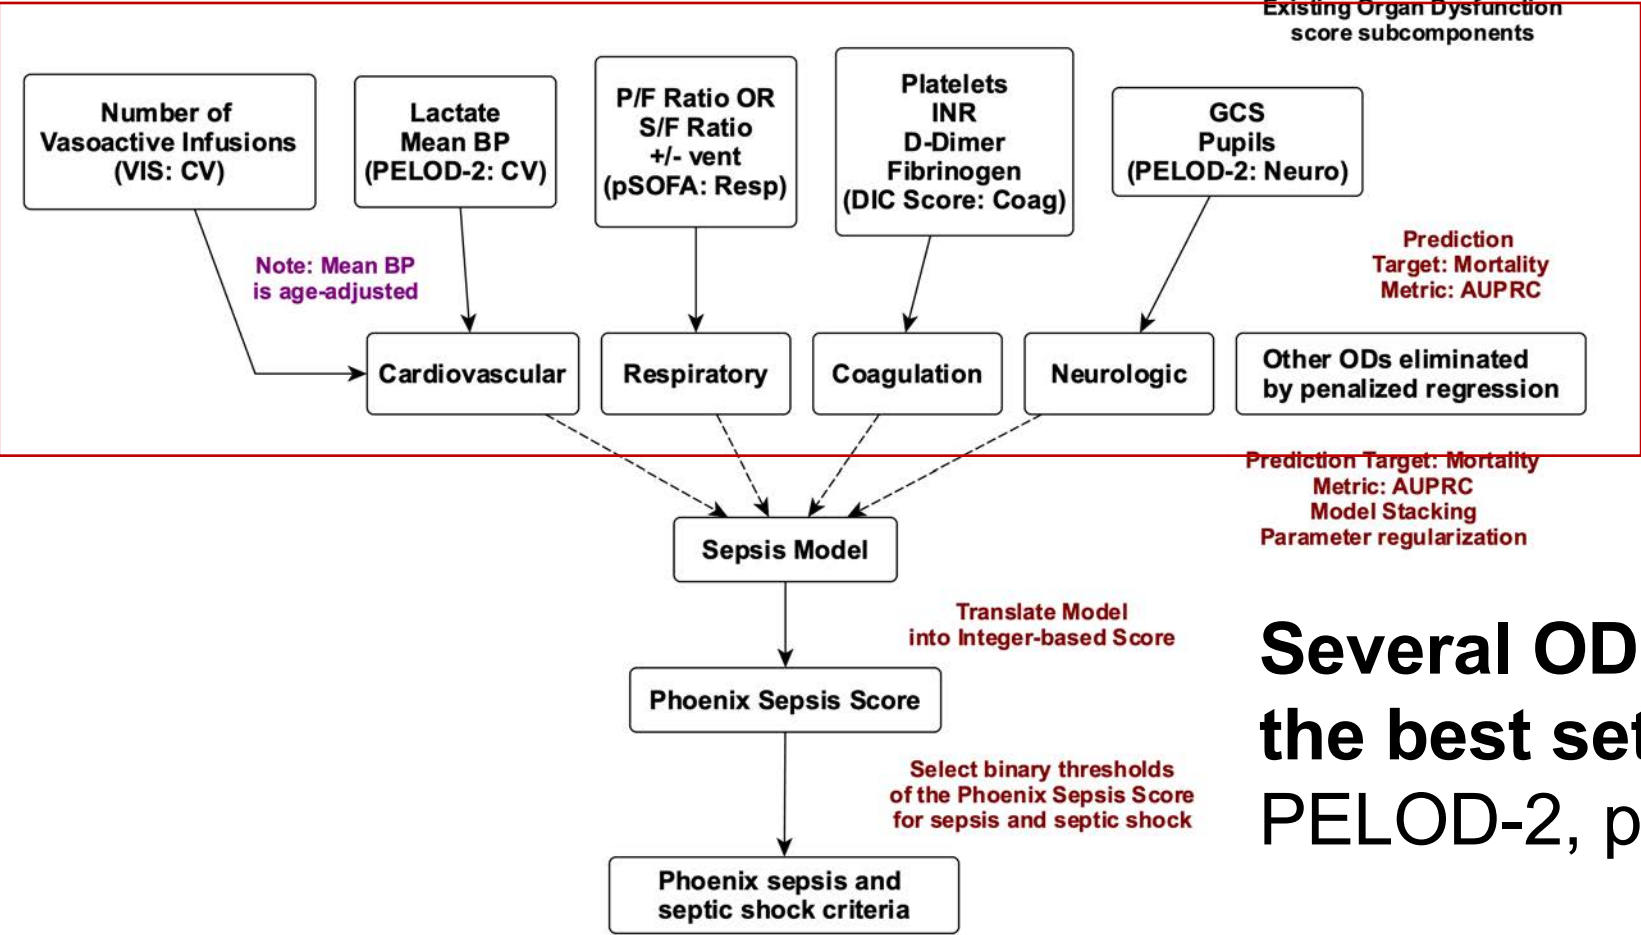 Existing Organ Dysfunction
score subcomponents
Number of
Vasoactive Infusions
(VIS: CV)
Lactate
Mean BP
(PELOD-2: CV)
P/F Ratio OR
S/F Ratio
+/- vent
(pSOFA: Resp)
Platelets
INR
D-Dimer
Fibrinogen
(DIC Score: Coag)
GCS
Pupils
(PELOD-2: Neuro)
Note: Mean BP
is age-adjusted
Prediction
Target: Mortality
Metric: AUPRC
Cardiovascular
Respiratory
Coagulation
Neurologic
Other ODs eliminated
by penalized regression
Prediction Target: Mortality
Metric: AUPRC
Model Stacking
Parameter regularization
Sepsis Model
Translate Model
into Integer-based Score
Phoenix Sepsis Score
Select binary thresholds
of the Phoenix Sepsis Score
for sepsis and septic shock
Phoenix sepsis and
septic shock criteria
Several OD
the best set
PELOD-2, p